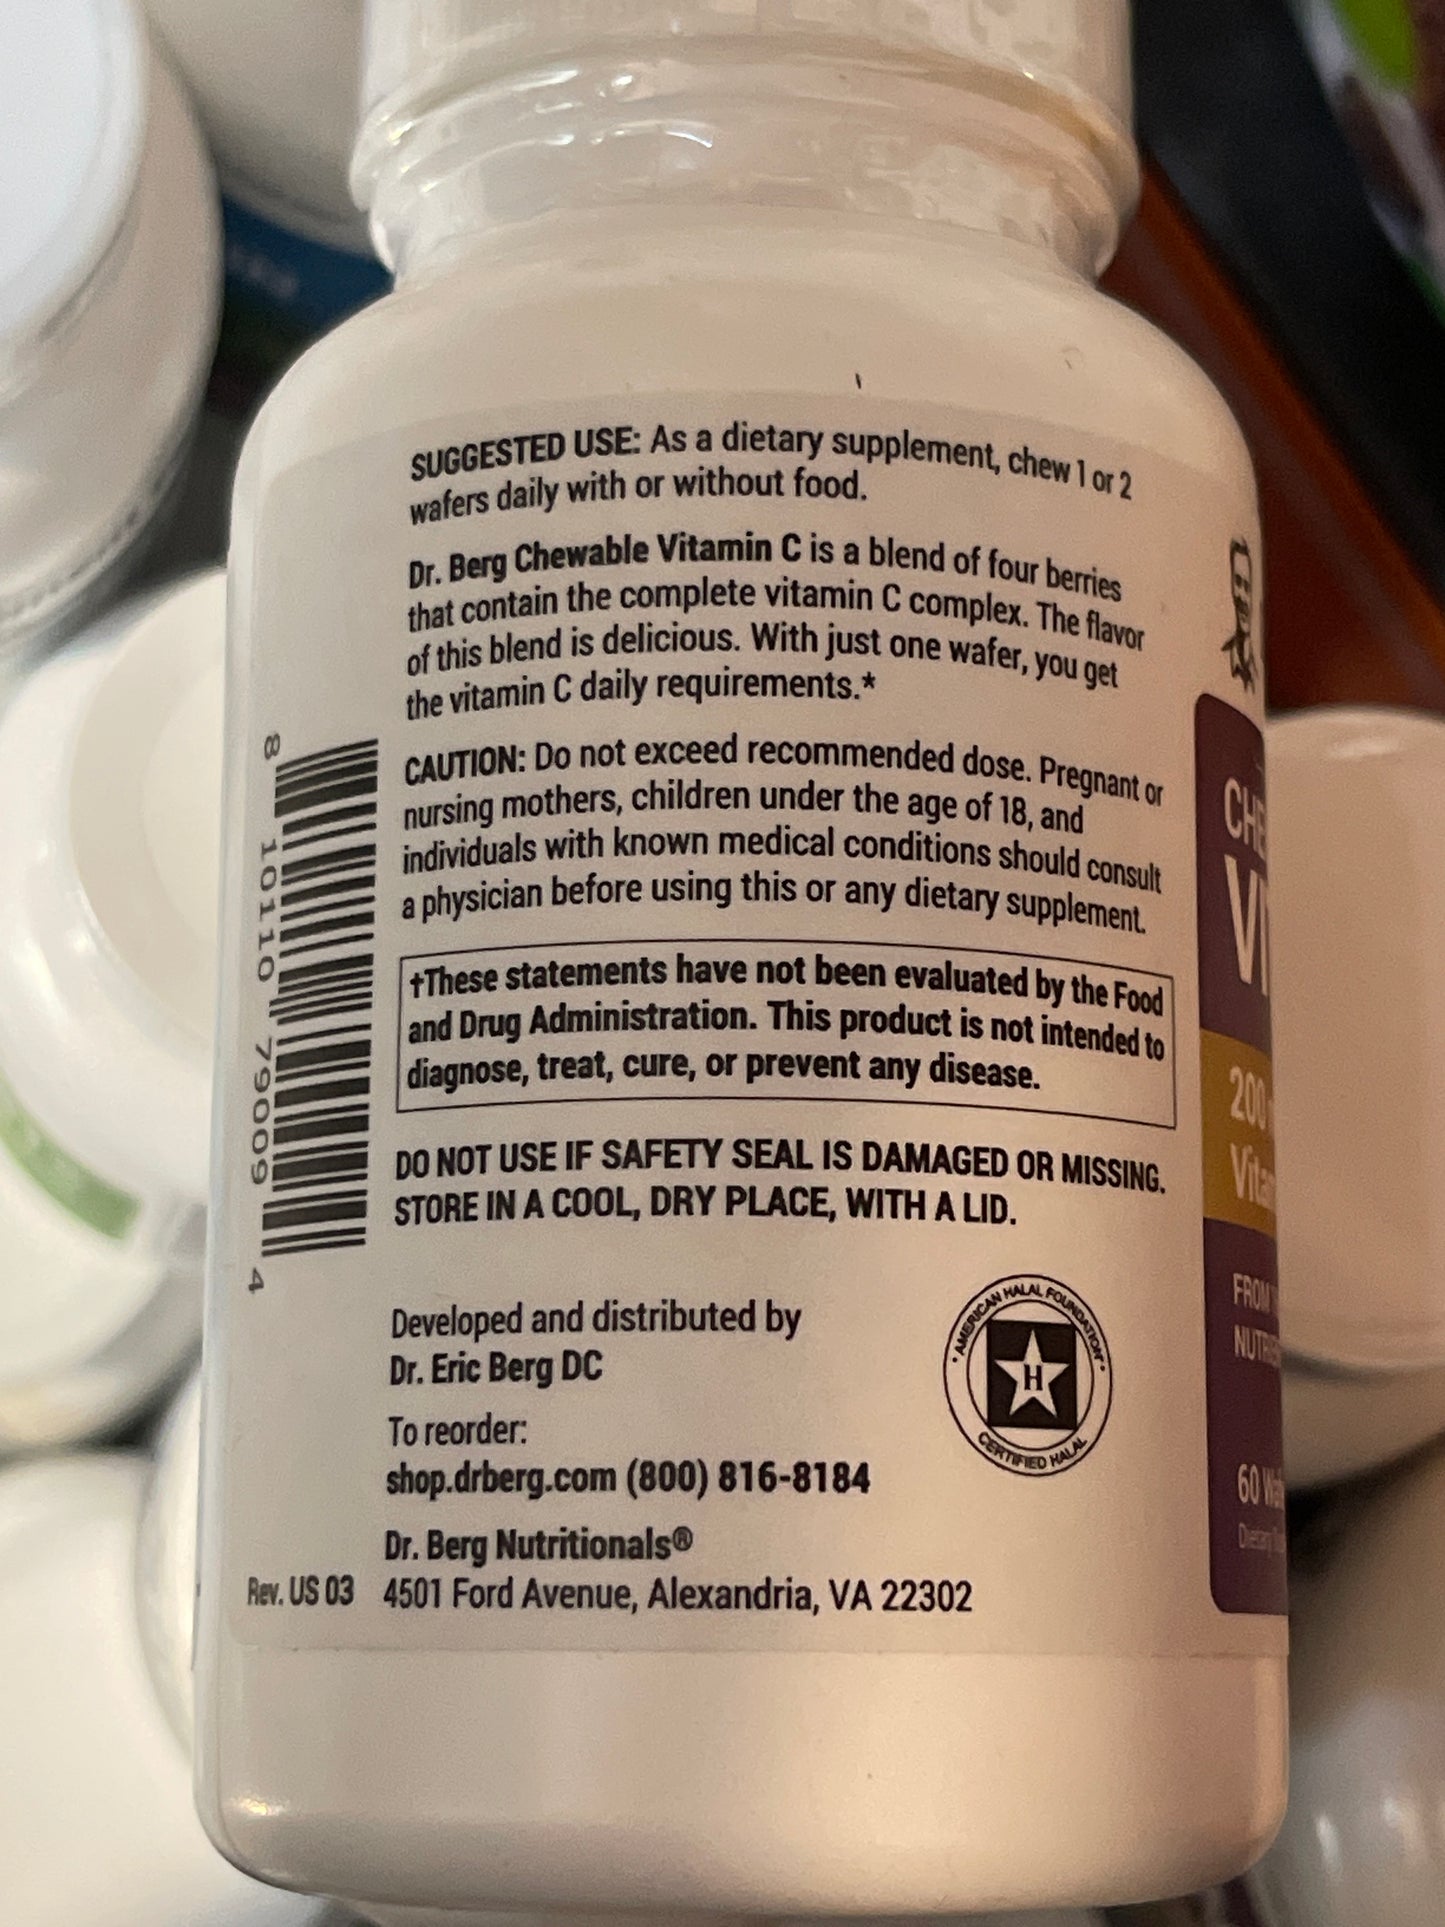 SUGGESTED USE: As a dietary supplement, chew 1 or 2
wafers daily with or without food.
Dr. Berg Chewable Vitamin C is a blend of four berries
that contain the complete vitamin C complex. The flavor
of this blend is delicious. With just one wafer, you get
the vitamin C daily requirements.*
CAUTION: Do not exceed recommended dose. Pregnant or
nursing mothers, children under the age of 18, and
individuals with known medical conditions should consult
a physician before using this or any dietary supplement.
†These statements have not been evaluated by the Food
and Drug Administration. This product is not intended to
diagnose, treat, cure, or prevent any disease.
DO NOT USE IF SAFETY SEAL IS DAMAGED OR MISSING.
STORE IN A COOL, DRY PLACE, WITH A LID.
Developed and distributed by
Dr. Eric Berg DC
To reorder:
shop.drberg.com (800) 816-8184
Dr. Berg Nutritionals®
4501 Ford Avenue, Alexandria, VA 22302
Rev. US 03
8 10110 79009 4
• AMERICAN HALAL FOUNDATION •
H
CERTIFIED HALAL
200
FROM
60